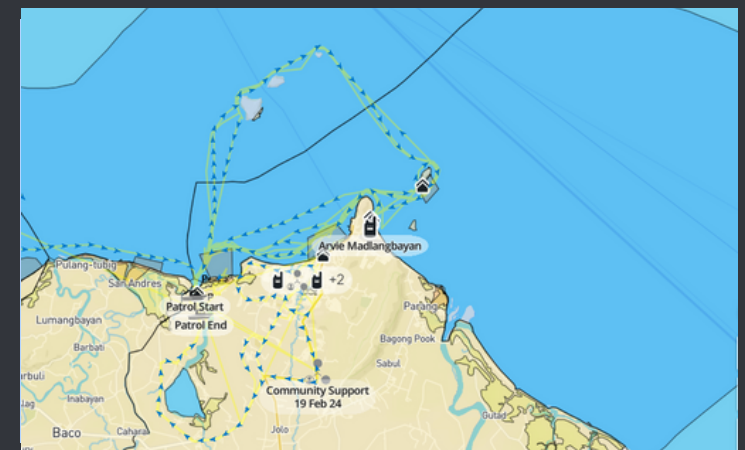 Arvie Madlangbayan
Pulang-tubig
San Andres
+2
Patrol Start
Patrol End
Lumangbayan
Parang
Bagong Pook
Barbati
Sabul
Community Support
19 Feb 24
Inabayan
Gutad
Baco
Jolo